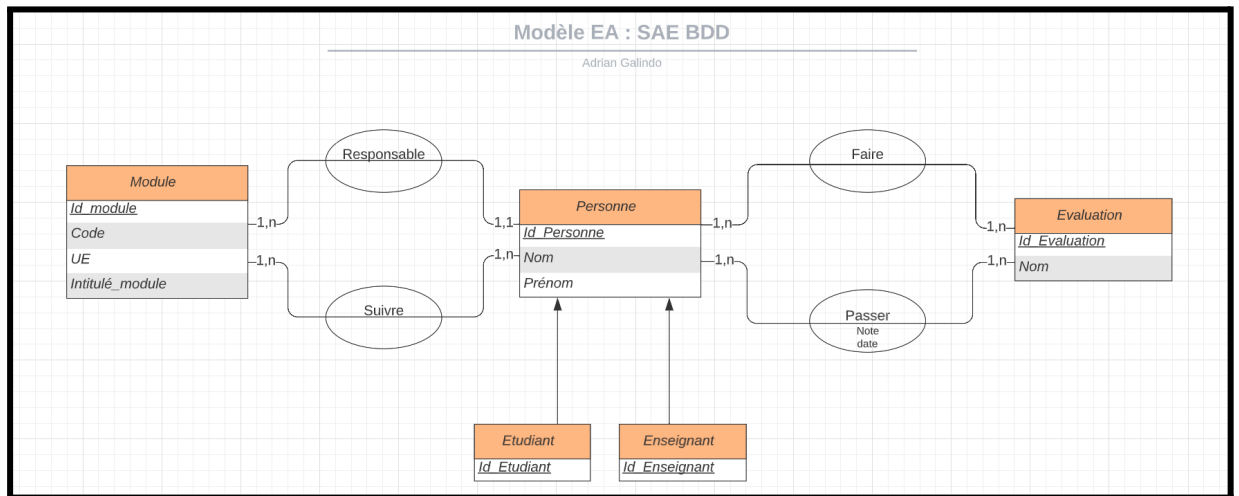 Modèle EA : SAE BDD
Adrian Galindo
Responsable
Faire
Module
Id_module
Code
UE
Intitulé_module
1,n
1,n
Personne
Id_Personne
Nom
Prénom
1,1
1,n
1,n
1,n
Evaluation
Id_Evaluation
Nom
1,n
1,n
Suivre
Passer
Note
date
Etudiant
Id_Etudiant
Enseignant
Id_Enseignant